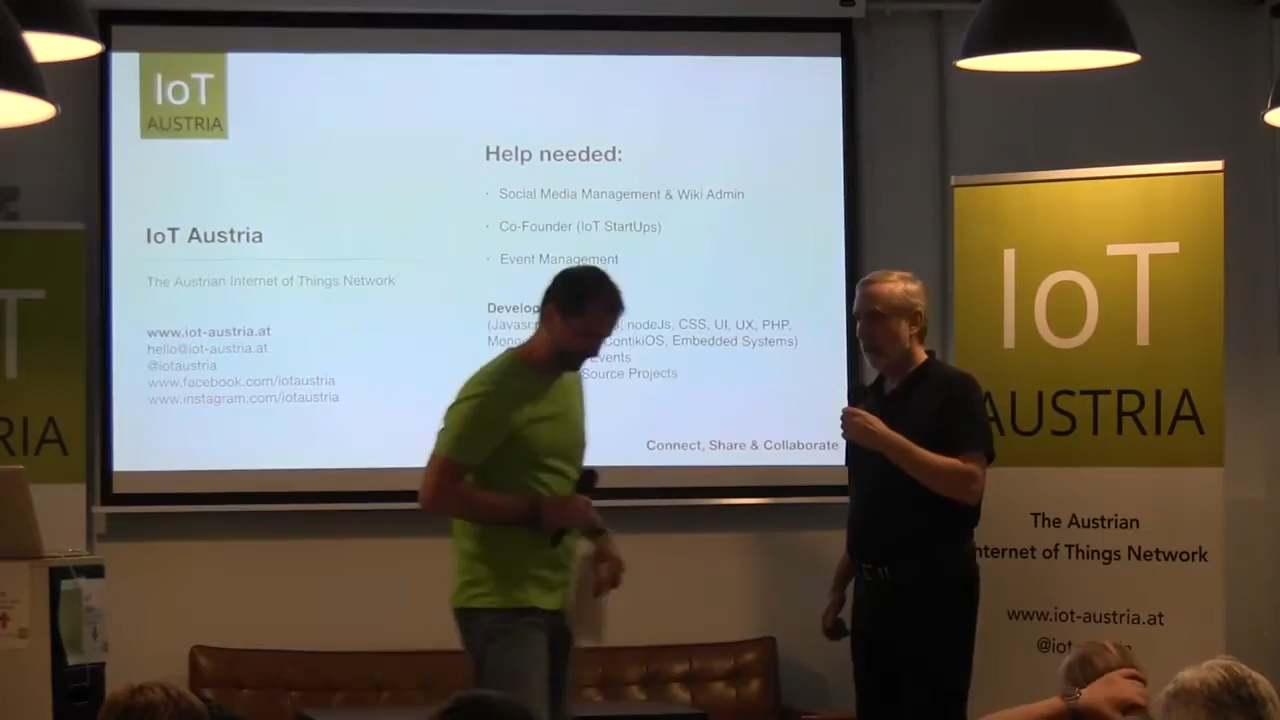 IoT
AUSTRIA
IoT Austria
The Austrian Internet of Things Network
www.iot-austria.at
hello@iot-austria.at
@iotaustria
www.facebook.com/iotaustria
www.instagram.com/iotaustria
Help needed:
· Social Media Management & Wiki Admin
· Co-Founder (IoT StartUps)
· Event Management
nodeJs, CSS, UI, UX, PHP,
ContikiOS, Embedded Systems)
Events
Source Projects
Connect, Share & Collaborate
IoT
AUSTRIA
The Austrian
Internet of Things Network
www.iot-austria.at